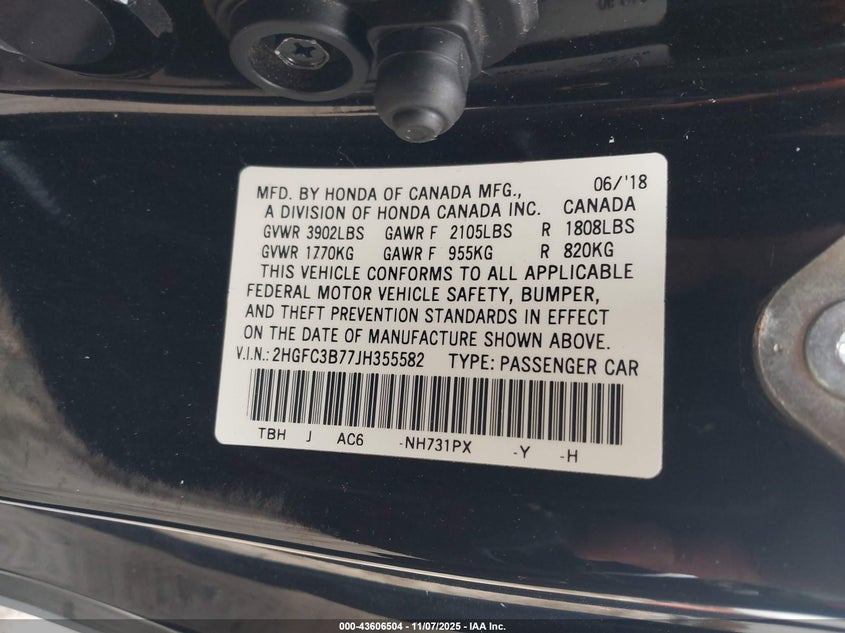 MFD. BY HONDA OF CANADA MFG., 06/'18
A DIVISION OF HONDA CANADA INC. CANADA
GVWR 3902LBS GAWR F 2105LBS R 1808LBS
GVWR 1770KG GAWR F 955KG R 820KG
THIS VEHICLE CONFORMS TO ALL APPLICABLE
FEDERAL MOTOR VEHICLE SAFETY, BUMPER,
AND THEFT PREVENTION STANDARDS IN EFFECT
ON THE DATE OF MANUFACTURE SHOWN ABOVE.
V.I.N.: 2HGFC3B77JH355582 TYPE: PASSENGER CAR
TBH J AC6 -NH731PX -Y -H
000-43606504 | 11/07/2025 - IAA Inc.